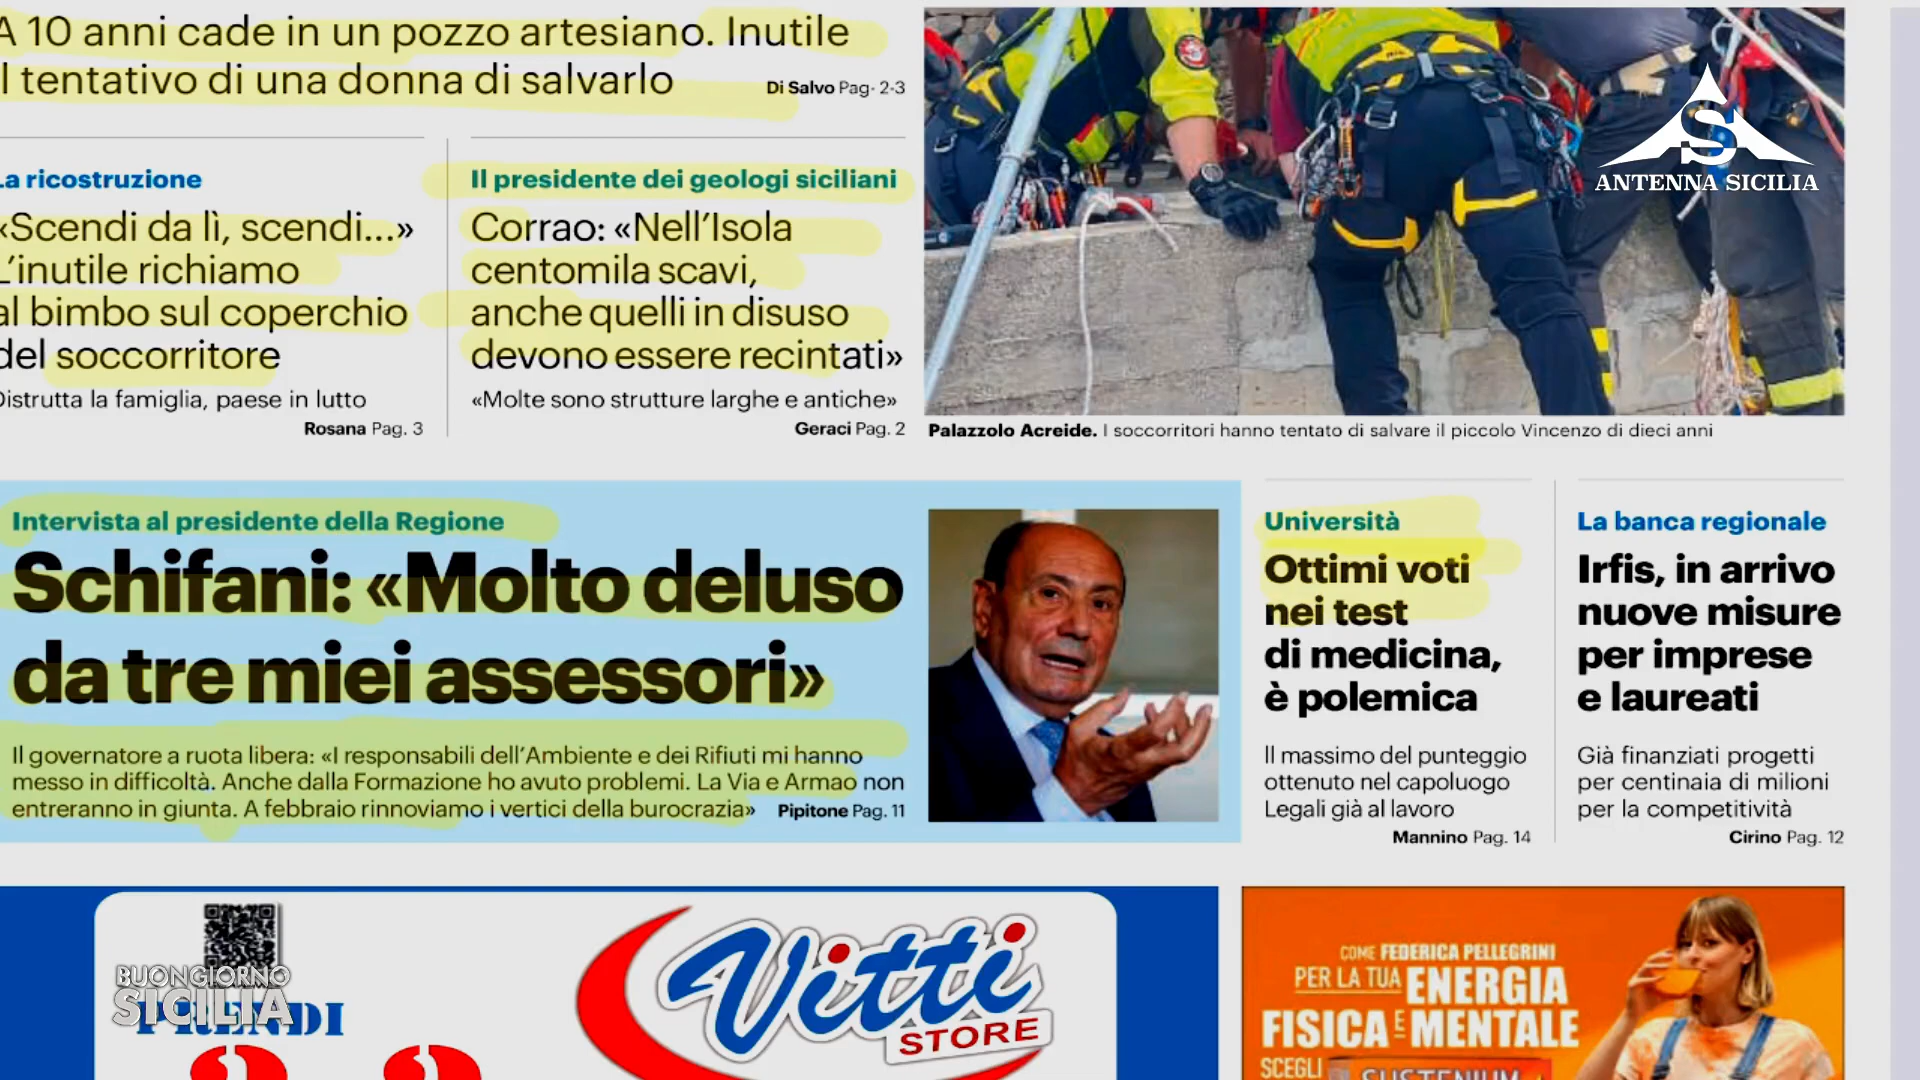 A 10 anni cade in un pozzo artesiano. Inutile
il tentativo di una donna di salvarlo
Di Salvo Pag- 2-3
La ricostruzione
«Scendi da lì, scendi...»
L'inutile richiamo
al bimbo sul coperchio
del soccorritore
Distrutta la famiglia, paese in lutto
Rosana Pag. 3
Il presidente dei geologi siciliani
Corrao: «Nell'Isola
centomila scavi,
anche quelli in disuso
devono essere recintati»
«Molte sono strutture larghe e antiche»
Geraci Pag. 2
ANTENNA SICILIA
Palazzolo Acreide. I soccorritori hanno tentato di salvare il piccolo Vincenzo di dieci anni
Intervista al presidente della Regione
Schifani: «Molto deluso
da tre miei assessori»
Il governatore a ruota libera: «I responsabili dell'Ambiente e dei Rifiuti mi hanno
messo in difficoltà. Anche dalla Formazione ho avuto problemi. La Via e Armao non
entreranno in giunta. A febbraio rinnoviamo i vertici della burocrazia» Pipitone Pag. 11
Università
Ottimi voti
nei test
di medicina,
è polemica
Il massimo del punteggio
ottenuto nel capoluogo
Legali già al lavoro
Mannino Pag. 14
La banca regionale
Irfis, in arrivo
nuove misure
per imprese
e laureati
Già finanziati progetti
per centinaia di milioni
per la competitività
Cirino Pag. 12
BUONGIORNO
SICILIA
PRENDI
Vitti
STORE
COME FEDERICA PELLEGRINI
PER LA TUA ENERGIA
FISICA E MENTALE
SCEGLI
SUSTENIUM